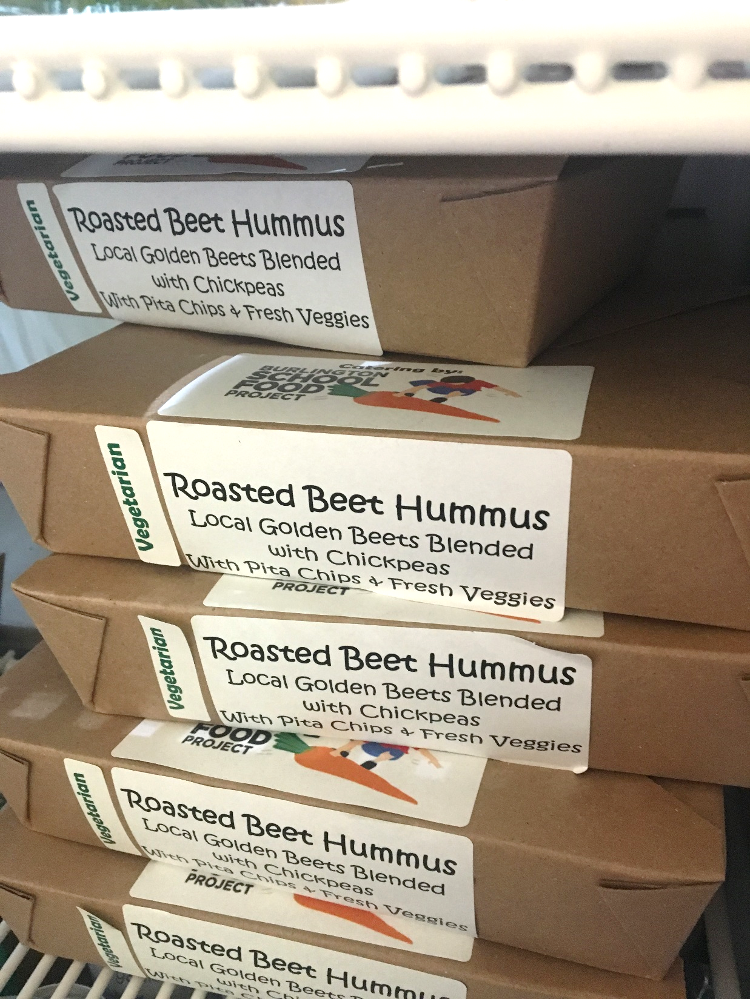 PROJECT
Vegetarian
Roasted Beet Hummus
Local Golden Beets Blended
with Chickpeas
With Pita Chips & Fresh Veggies
Catering by:
BURLINGTON
SCHOOL
FOOD
PROJECT
Vegetarian
Roasted Beet Hummus
Local Golden Beets Blended
with Chickpeas
With Pita Chips & Fresh Veggies
PROJECT
Vegetarian
Roasted Beet Hummus
Local Golden Beets Blended
with Chickpeas
With Pita Chips & Fresh Veggies
FOOD
PROJECT
Vegetarian
Roasted Beet Hummus
Local Golden Beets Blended
with Chickpeas
With Pita Chips & Fresh Veggies
PROJECT
Vegetarian
Roasted Beet Hummus
Local Golden Beets
with
With Pita